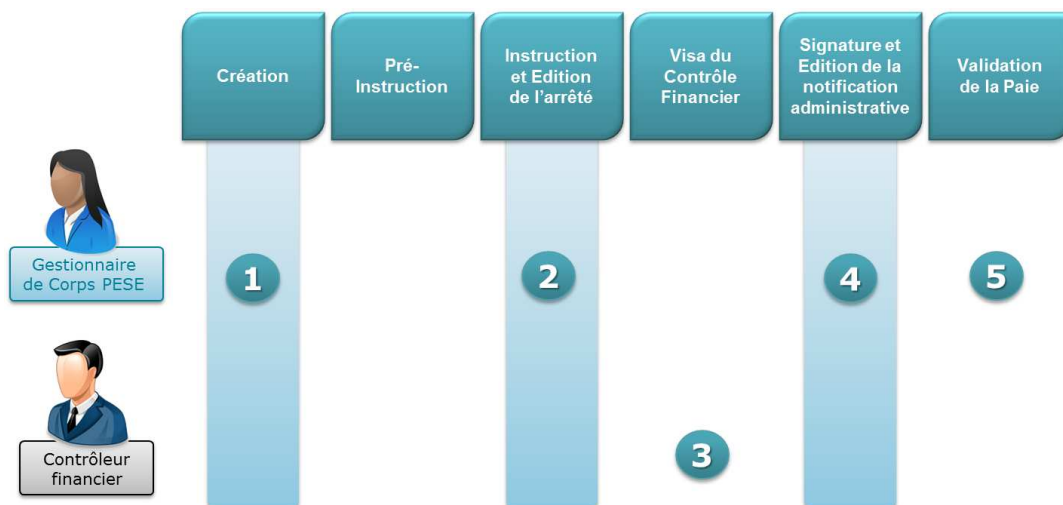 Création
Pré-
Instruction
Instruction
et Edition
de l'arrêté
Visa du
Contrôle
Financier
Signature et
Edition de la
notification
administrative
Validation
de la Paie
Gestionnaire
de Corps PESE
1
2
4
5
Contrôleur
financier
3